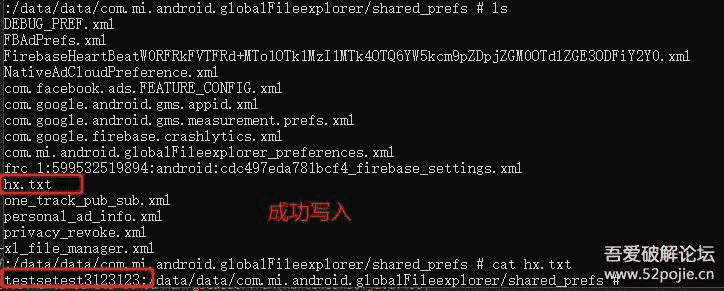 :/data/data/com.mi.android.globalFileexplorer/shared_prefs # ls
DEBUG_PREF.xml
FBAdPrefs.xml
FirebaseHeartBeatW0RFRkFVTFRd+MTo1OTk1MzI1MTk4OTQ6YW5kcm9pZDpjZGM0OTdlZGE3ODFiY2Y0.xml
NativeAdCloudPreference.xml
com.facebook.ads.FEATURE_CONFIG.xml
com.google.android.gms.appid.xml
com.google.android.gms.measurement.prefs.xml
com.google.firebase.crashlytics.xml
com.mi.android.globalFileexplorer_preferences.xml
frc_1:599532519894:android:cdc497eda781bcf4_firebase_settings.xml
hx.txt
one_track_pub_sub.xml
personal_ad_info.xml
privacy_revoke.xml
xl_file_manager.xml
成功写入
:/data/data/com.mi.android.globalFileexplorer/shared_prefs # cat hx.txt
testsetest3123123:/data/data/com.mi.android.globalFileexplorer/shared_prefs #
吾爱破解论坛
www.52pojie.cn